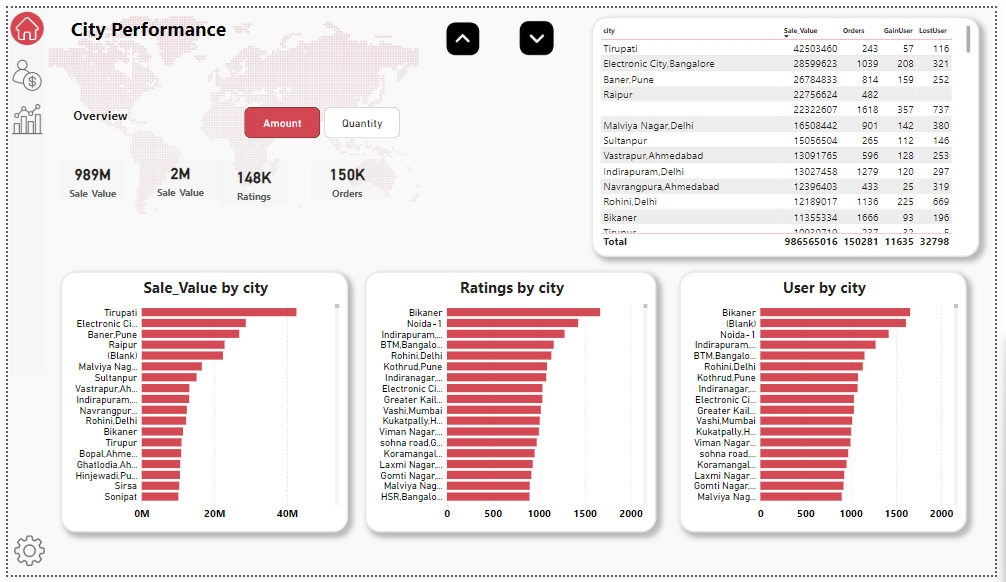 City Performance
Overview
Amount
Quantity
989M
Sale Value
2M
Sale Value
148K
Ratings
150K
Orders
city Sale_Value Orders GainUser LostUser
Tirupati 42503460 243 57 116
Electronic City,Bangalore 28599623 1039 208 321
Baner,Pune 26784833 814 159 252
Raipur 22756624 482
22322607 1618 357 737
Malviya Nagar,Delhi 16508442 901 142 380
Sultanpur 15056504 265 112 146
Vastrapur,Ahmedabad 13091765 596 128 253
Indirapuram,Delhi 13027458 1279 120 297
Navrangpura,Ahmedabad 12396403 433 25 319
Rohini,Delhi 12189017 1136 225 669
Bikaner 11355334 1666 93 196
Total 986565016 150281 11635 32798
Sale_Value by city
Tirupati
Electronic Ci...
Baner,Pune
Raipur
(Blank)
Malviya Nag...
Sultanpur
Vastrapur,Ah...
Indirapuram,...
Navrangpur...
Rohini,Delhi
Bikaner
Tirupur
Bopal,Ahme...
Ghatlodia,Ah...
Hinjewadi,Pu...
Sirsa
Sonipat
0M 20M 40M
Ratings by city
Bikaner
Noida-1
Indirapuram,...
BTM,Bangalo...
Rohini,Delhi
Kothrud,Pune
Indiranagar,...
Electronic Ci...
Greater Kail...
Vashi,Mumbai
Kukatpally,H...
Viman Nagar,...
sohna road,G...
Koramangal...
Laxmi Nagar,...
Gomti Nagar,...
Malviya Nag...
HSR,Bangalo...
0 500 1000 1500 2000
User by city
Bikaner
(Blank)
Noida-1
Indirapuram,...
BTM,Bangalo...
Rohini,Delhi
Kothrud,Pune
Indiranagar,...
Electronic Ci...
Greater Kail...
Vashi,Mumbai
Kukatpally,H...
Viman Nagar...
sohna road,...
Koramangal...
Laxmi Nagar...
Gomti Nagar,...
Malviya Nag...
0 500 1000 1500 2000